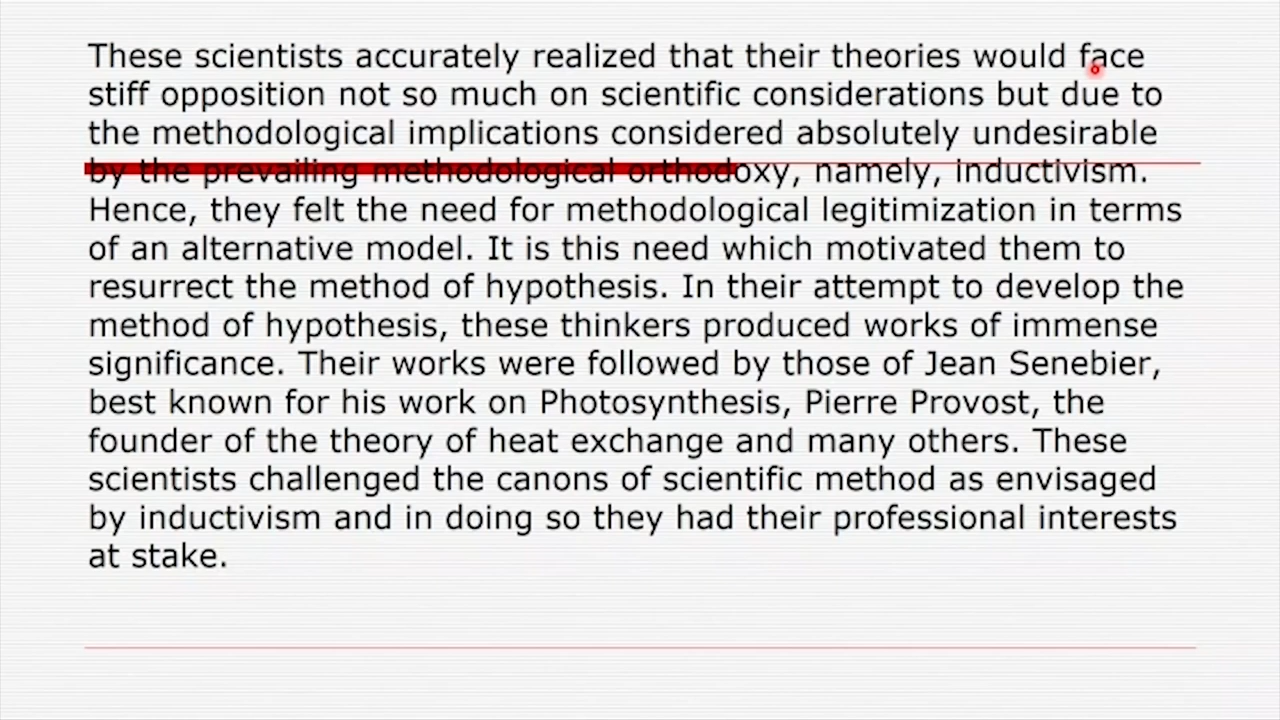 These scientists accurately realized that their theories would face
stiff opposition not so much on scientific considerations but due to
the methodological implications considered absolutely undesirable
by the prevailing methodological orthodoxy, namely, inductivism.
Hence, they felt the need for methodological legitimization in terms
of an alternative model. It is this need which motivated them to
resurrect the method of hypothesis. In their attempt to develop the
method of hypothesis, these thinkers produced works of immense
significance. Their works were followed by those of Jean Senebier,
best known for his work on Photosynthesis, Pierre Provost, the
founder of the theory of heat exchange and many others. These
scientists challenged the canons of scientific method as envisaged
by inductivism and in doing so they had their professional interests
at stake.